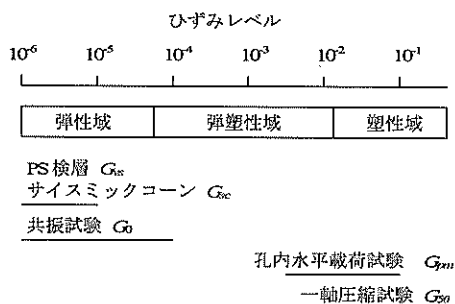 ひずみレベル
10⁻⁶ 10⁻⁵ 10⁻⁴ 10⁻³ 10⁻² 10⁻¹
弾性域 弾塑性域 塑性域
PS検層 Gₛₛ
サイスミックコーン Gₛc
共振試験 G₀
孔内水平載荷試験 Gₚₘ
一軸圧縮試験 G₅₀